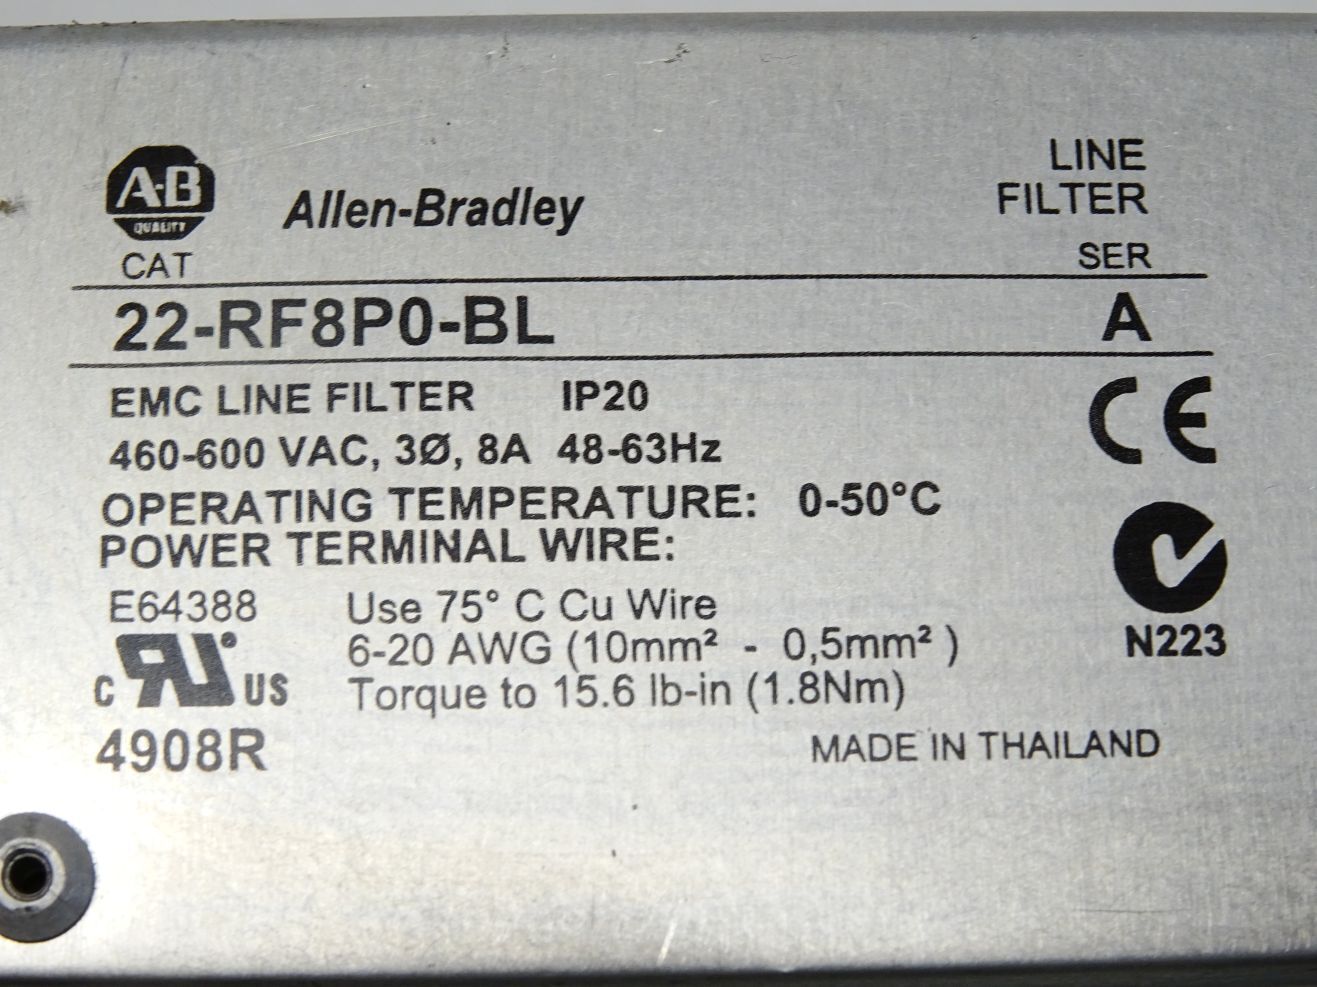 A-B
QUALITY
Allen-Bradley
LINE
FILTER
CAT
SER
22-RF8P0-BL
A
EMC LINE FILTER IP20
460-600 VAC, 3Ø, 8A 48-63Hz
CE
OPERATING TEMPERATURE: 0-50°C
POWER TERMINAL WIRE:
E64388
Use 75° C Cu Wire
6-20 AWG (10mm² - 0,5mm² )
N223
C RU US
Torque to 15.6 lb-in (1.8Nm)
4908R
MADE IN THAILAND